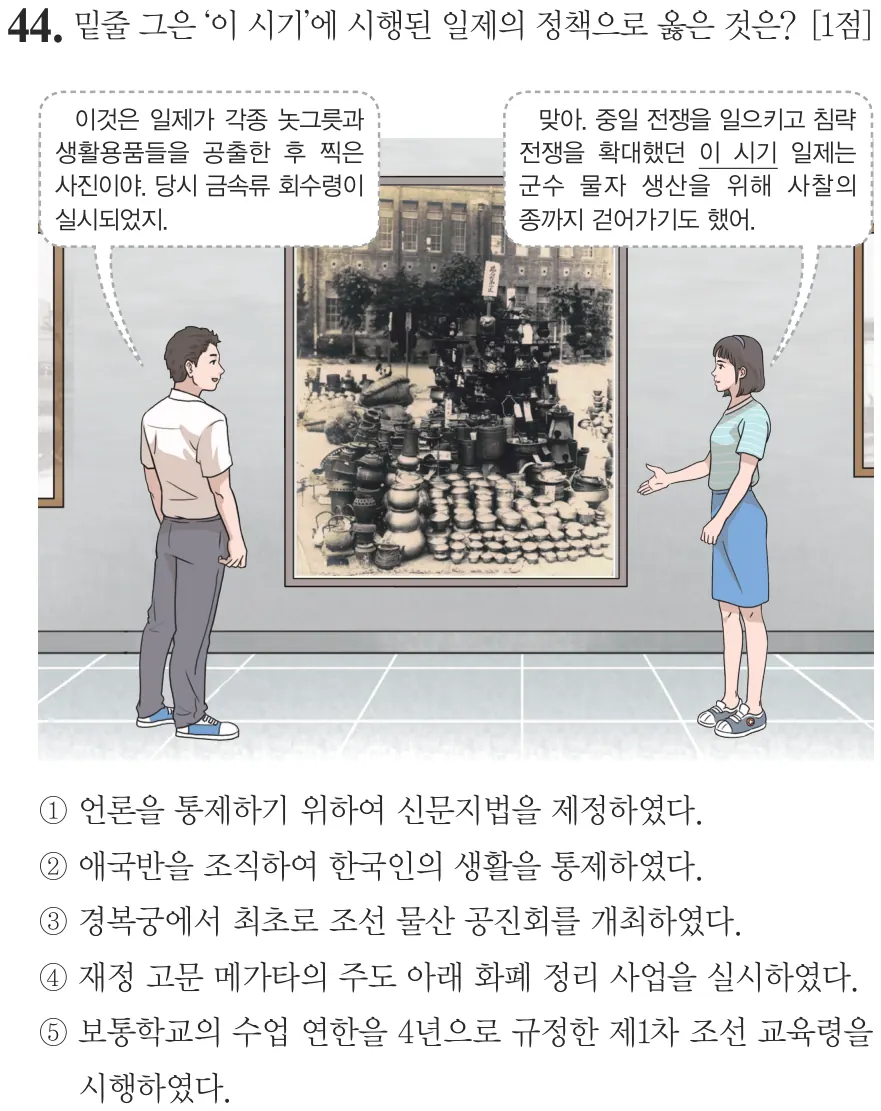 44. 밑줄 그은 ‘이 시기’에 시행된 일제의 정책으로 옳은 것은? [1점]
이것은 일제가 각종 놋그릇과
생활용품들을 공출한 후 찍은
사진이야. 당시 금속류 회수령이
실시되었지.
맞아. 중일 전쟁을 일으키고 침략
전쟁을 확대했던 이 시기 일제는
군수 물자 생산을 위해 사찰의
종까지 걷어가기도 했어.
① 언론을 통제하기 위하여 신문지법을 제정하였다.
② 애국반을 조직하여 한국인의 생활을 통제하였다.
③ 경복궁에서 최초로 조선 물산 공진회를 개최하였다.
④ 재정 고문 메가타의 주도 아래 화폐 정리 사업을 실시하였다.
⑤ 보통학교의 수업 연한을 4년으로 규정한 제1차 조선 교육령을
시행하였다.